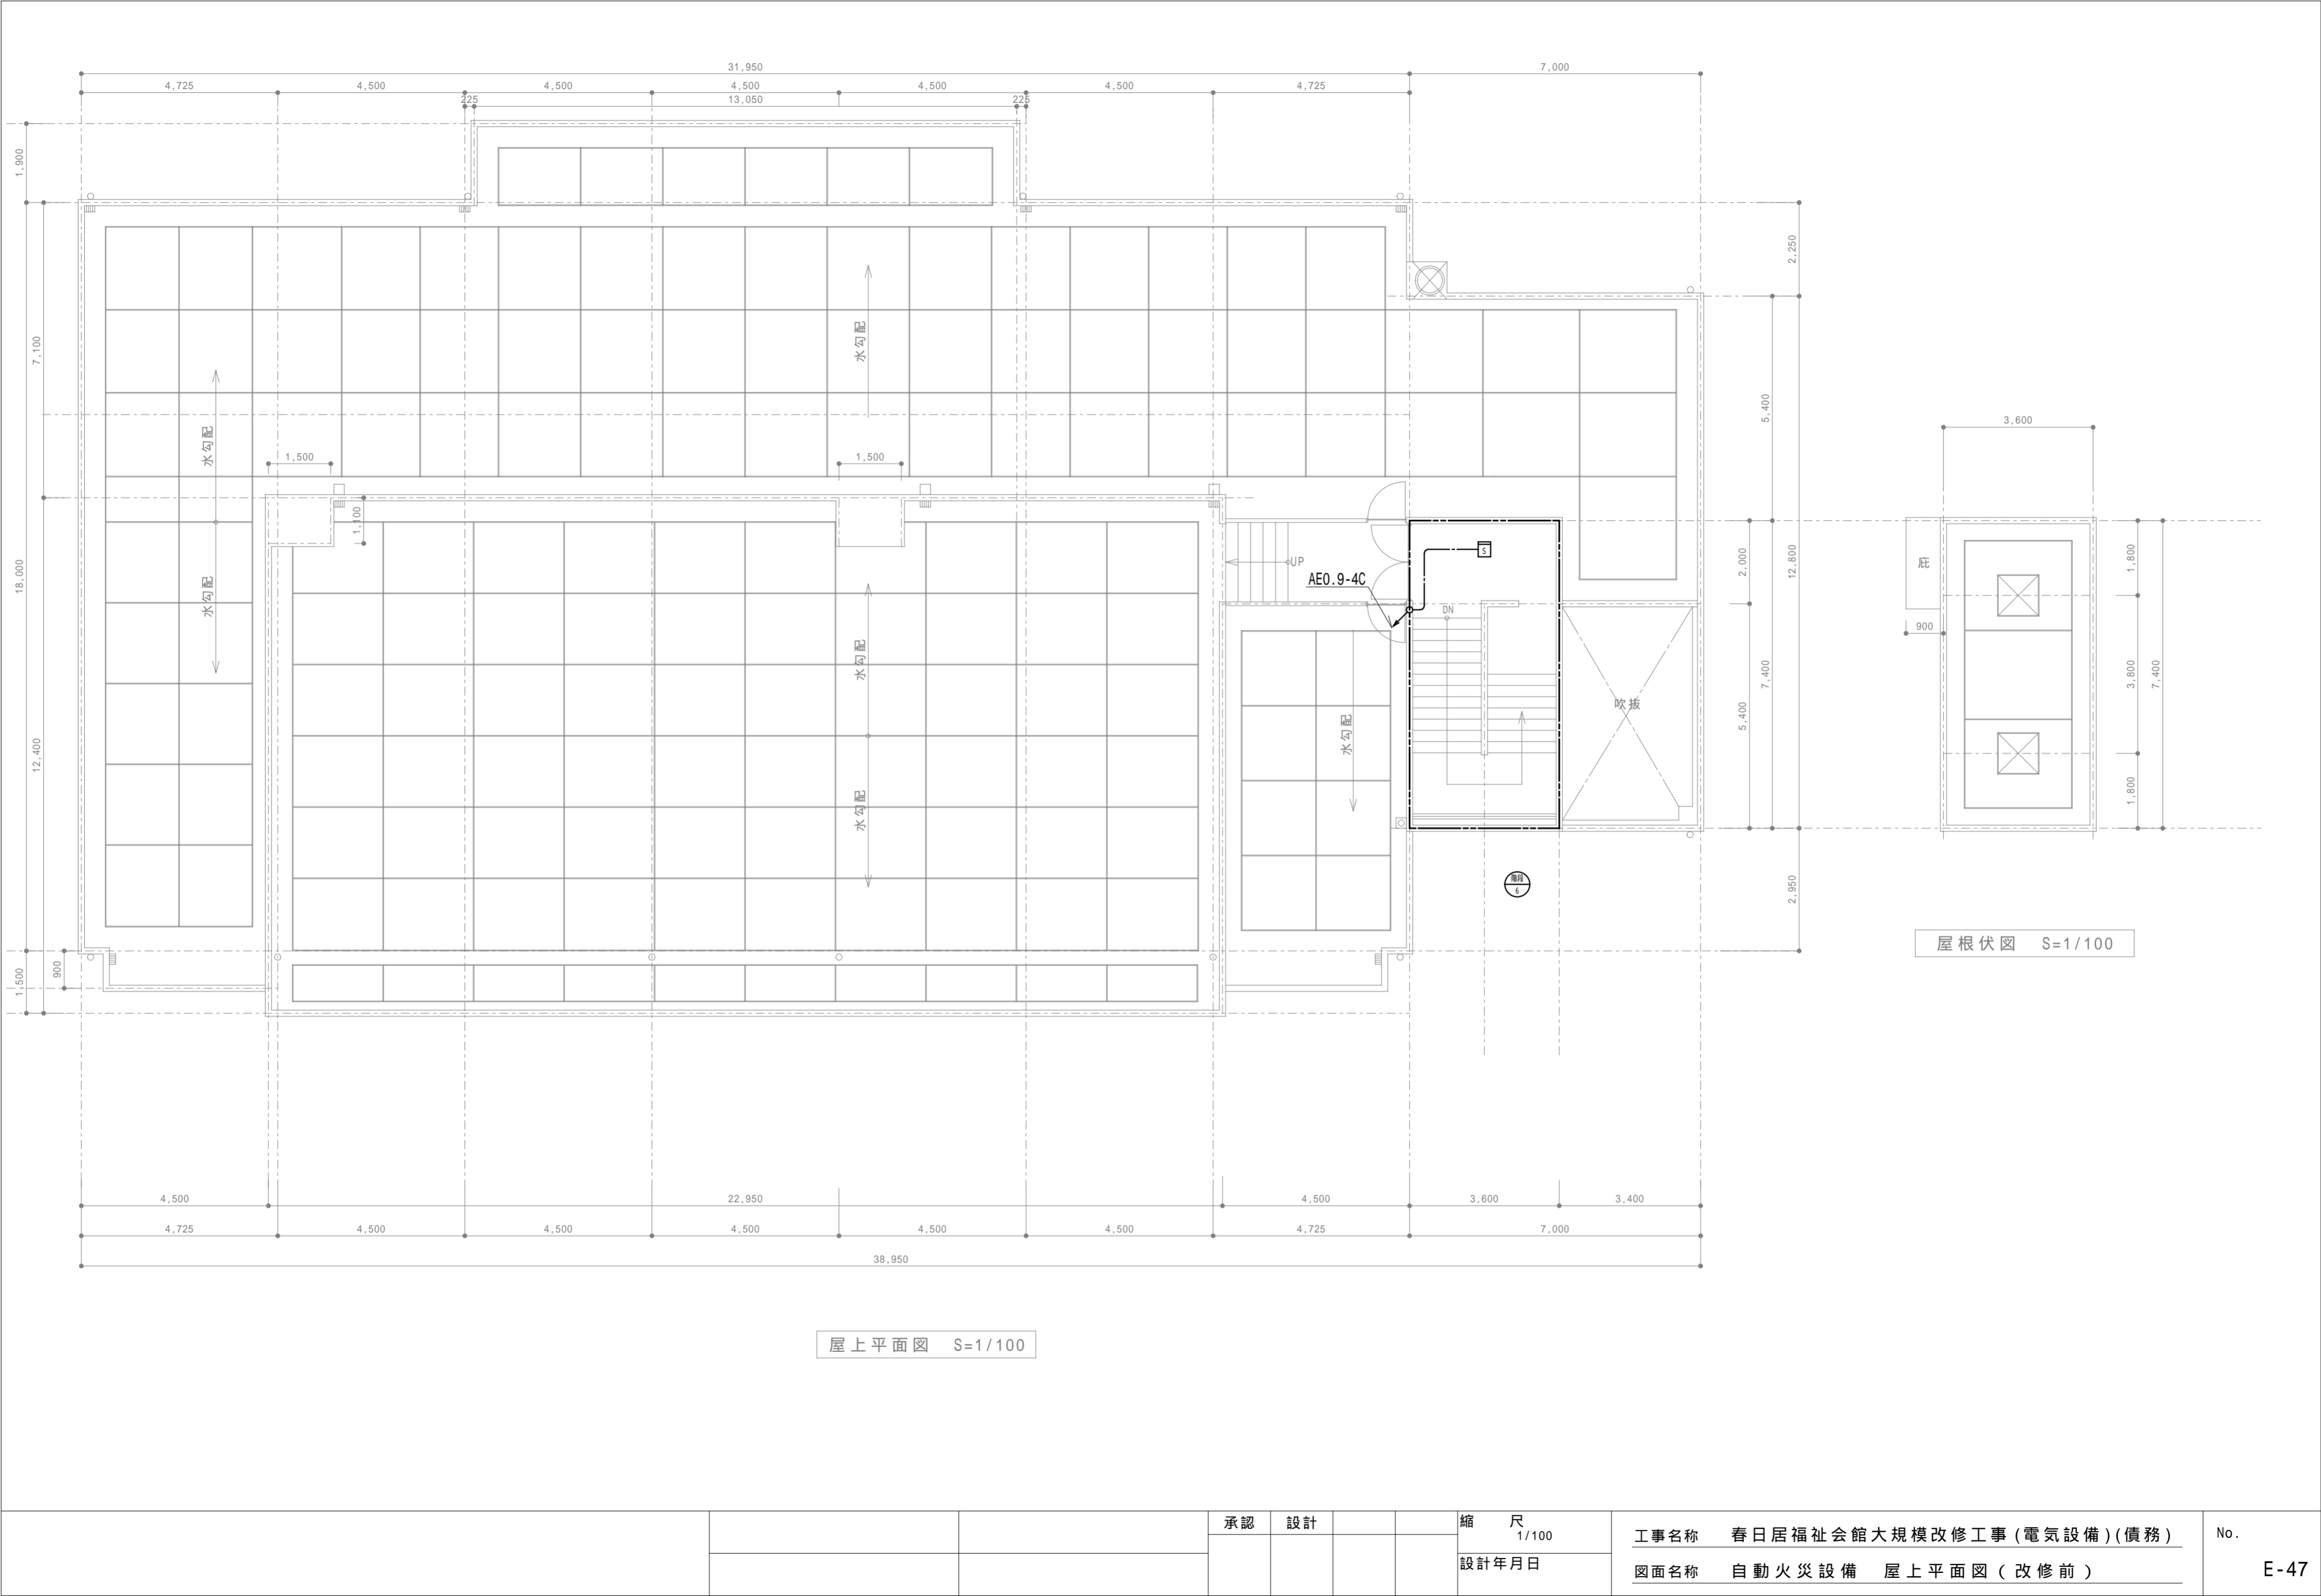 31,950
7,000
4,725
4,500
4,500
4,500
4,500
4,500
4,725
225
13,050
225
1,900
7,100
18,000
12,400
1,500
900
水勾配
水勾配
水勾配
水勾配
水勾配
水勾配
1,500
1,500
1,100
UP
AE0.9-4C
S
DN
吹抜
階段
6
2,250
5,400
12,800
2,000
7,400
5,400
2,950
3,600
庇
900
1,800
3,800
7,400
1,800
屋根伏図 S=1/100
4,500
22,950
4,500
3,600
3,400
4,725
4,500
4,500
4,500
4,500
4,500
4,725
7,000
38,950
屋上平面図 S=1/100
承認
設計
縮 尺
1/100
設計年月日
工事名称 春日居福祉会館大規模改修工事(電気設備)(債務)
図面名称 自動火災設備 屋上平面図(改修前)
No.
E-47